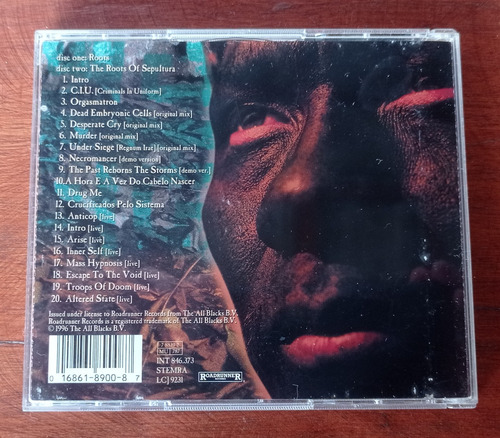 disc one: Roots
disc two: The Roots Of Sepultura
1. Intro
2. C.I.U. [Criminals In Uniform]
3. Orgasmatron
4. Dead Embryonic Cells [original mix]
5. Desperate Cry [original mix]
6. Murder [original mix]
7. Under Siege [Regnum Irae] [original mix]
8. Necromancer [demo version]
9. The Past Reborns The Storms [demo ver.]
10. A Hora E A Vez Do Cabelo Nascer
11. Drug Me
12. Crucificados Pelo Sistema
13. Anticop [live]
14. Intro [live]
15. Arise [live]
16. Inner Self [live]
17. Mass Hypnosis [live]
18. Escape To The Void [live]
19. Troops Of Doom [live]
20. Altered State [live]
Issued under license to Roadrunner Records from The All Blacks B.V.
Roadrunner Records is a registered trademark of The All Blacks B.V.
© 1996 The All Blacks B.V.
INT 846.373
STEMRA
LC 9231
ROADRUNNER
0 16861-8900-8 7